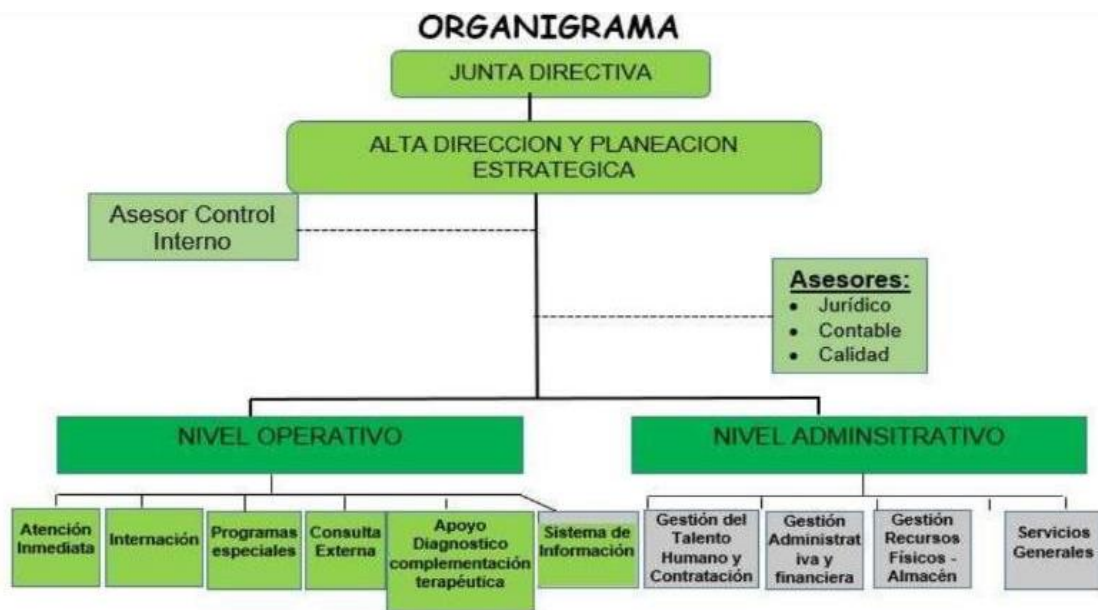 ORGANIGRAMA
JUNTA DIRECTIVA
ALTA DIRECCION Y PLANEACION
ESTRATEGICA
Asesor Control
Interno
Asesores:
• Jurídico
• Contable
• Calidad
NIVEL OPERATIVO
NIVEL ADMINSITRATIVO
Atención
Inmediata
Internación
Programas
especiales
Consulta
Externa
Apoyo
Diagnostico
complementación
terapéutica
Sistema de
Información
Gestión del
Talento
Humano y
Contratación
Gestión
Administrat
iva y
financiera
Gestión
Recursos
Físicos -
Almacén
Servicios
Generales